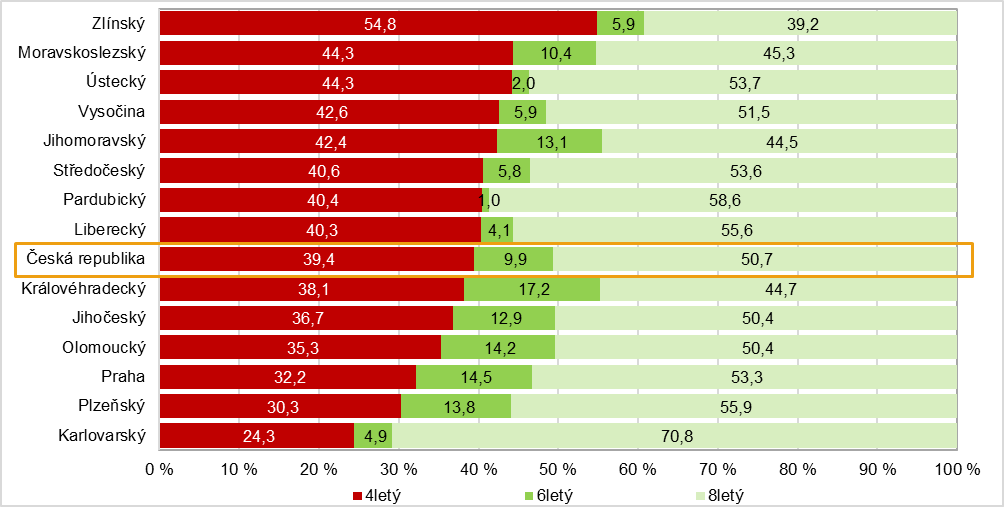 Zlínský 54,8 5,9 39,2
Moravskoslezský 44,3 10,4 45,3
Ústecký 44,3 2,0 53,7
Vysočina 42,6 5,9 51,5
Jihomoravský 42,4 13,1 44,5
Středočeský 40,6 5,8 53,6
Pardubický 40,4 1,0 58,6
Liberecký 40,3 4,1 55,6
Česká republika 39,4 9,9 50,7
Královéhradecký 38,1 17,2 44,7
Jihočeský 36,7 12,9 50,4
Olomoucký 35,3 14,2 50,4
Praha 32,2 14,5 53,3
Plzeňský 30,3 13,8 55,9
Karlovarský 24,3 4,9 70,8
0 % 10 % 20 % 30 % 40 % 50 % 60 % 70 % 80 % 90 % 100 %
4letý 6letý 8letý